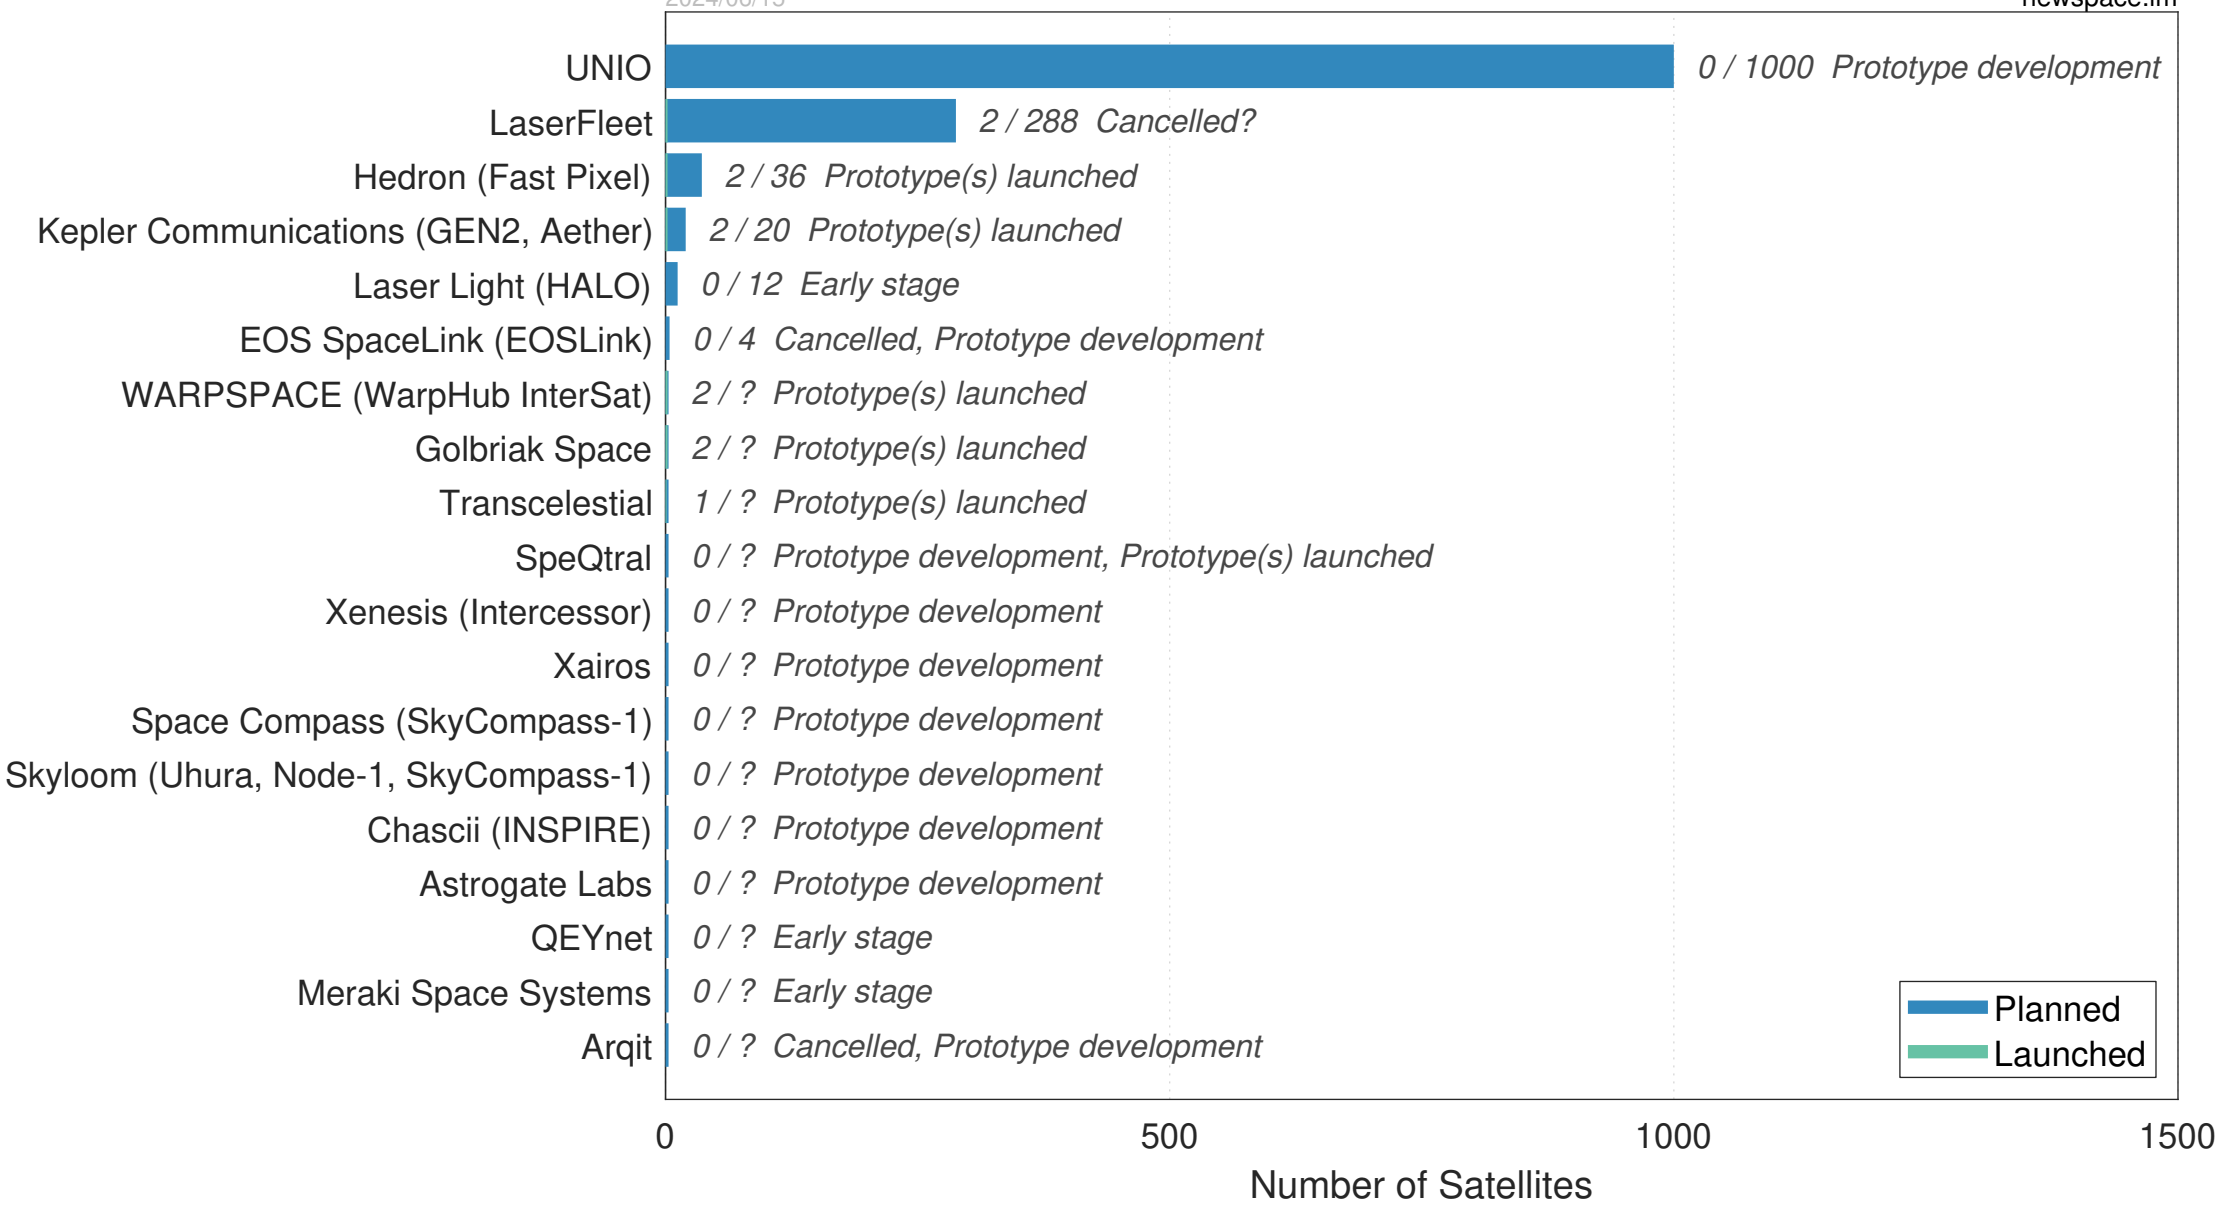 2024/06/15 newspace.im
UNIO 0 / 1000 Prototype development
LaserFleet 2 / 288 Cancelled?
Hedron (Fast Pixel) 2 / 36 Prototype(s) launched
Kepler Communications (GEN2, Aether) 2 / 20 Prototype(s) launched
Laser Light (HALO) 0 / 12 Early stage
EOS SpaceLink (EOSLink) 0 / 4 Cancelled, Prototype development
WARPSPACE (WarpHub InterSat) 2 / ? Prototype(s) launched
Golbriak Space 2 / ? Prototype(s) launched
Transcelestial 1 / ? Prototype(s) launched
SpeQtral 0 / ? Prototype development, Prototype(s) launched
Xenesis (Intercessor) 0 / ? Prototype development
Xairos 0 / ? Prototype development
Space Compass (SkyCompass-1) 0 / ? Prototype development
Skyloom (Uhura, Node-1, SkyCompass-1) 0 / ? Prototype development
Chascii (INSPIRE) 0 / ? Prototype development
Astrogate Labs 0 / ? Prototype development
QEYnet 0 / ? Early stage
Meraki Space Systems 0 / ? Early stage
Arqit 0 / ? Cancelled, Prototype development
Planned
Launched
0 500 1000 1500
Number of Satellites